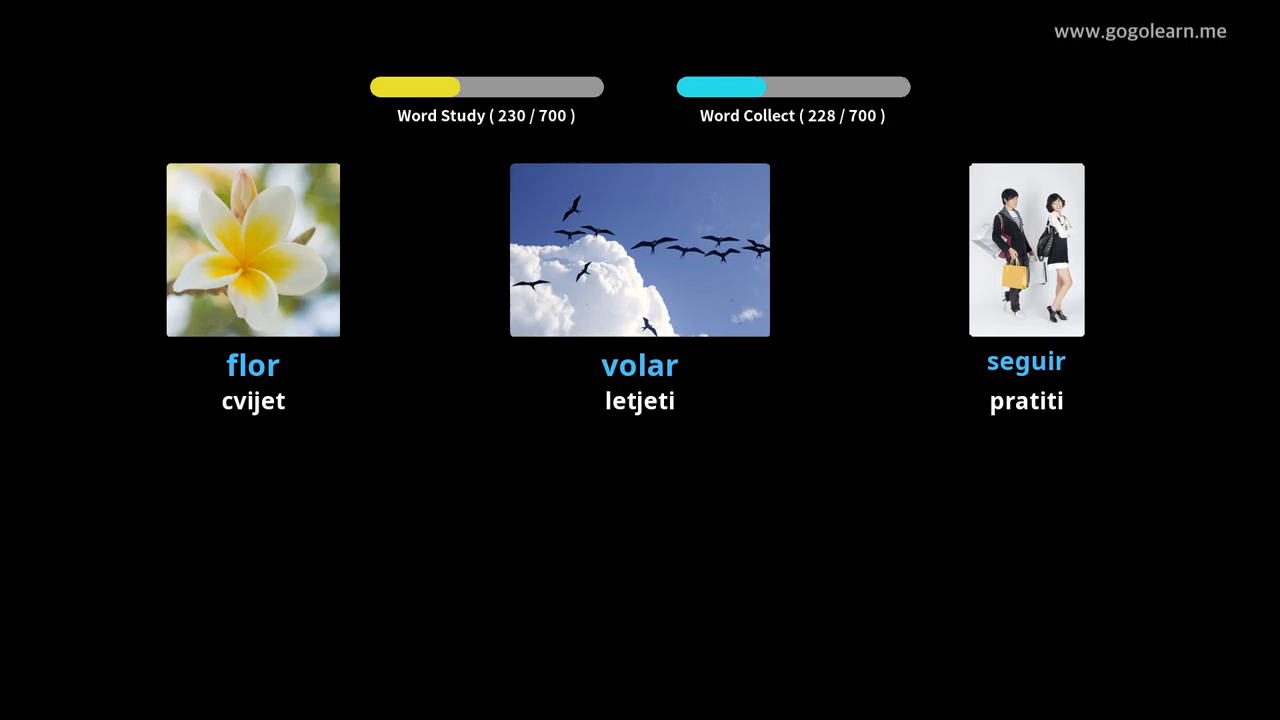 www.gogolearn.me
Word Study ( 230 / 700 )
Word Collect ( 228 / 700 )
flor
cvijet
volar
letjeti
seguir
pratiti